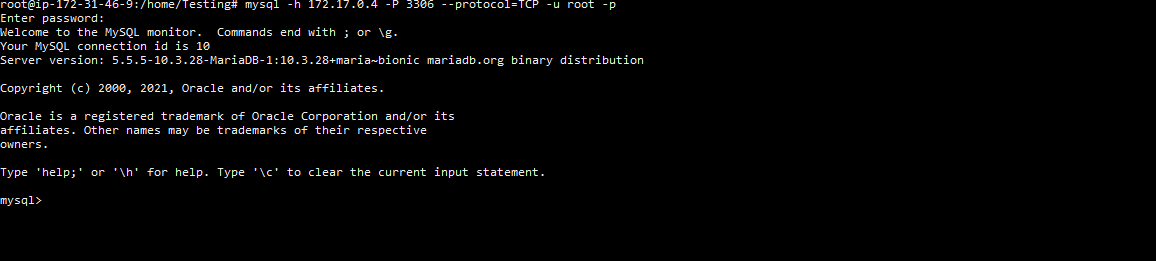 root@ip-172-31-46-9:/home/Testing# mysql -h 172.17.0.4 -P 3306 --protocol=TCP -u root -p
Enter password:
Welcome to the MySQL monitor.  Commands end with ; or \g.
Your MySQL connection id is 10
Server version: 5.5.5-10.3.28-MariaDB-1:10.3.28+maria~bionic mariadb.org binary distribution
Copyright (c) 2000, 2021, Oracle and/or its affiliates.
Oracle is a registered trademark of Oracle Corporation and/or its
affiliates. Other names may be trademarks of their respective
owners.
Type 'help;' or '\h' for help. Type '\c' to clear the current input statement.
mysql>